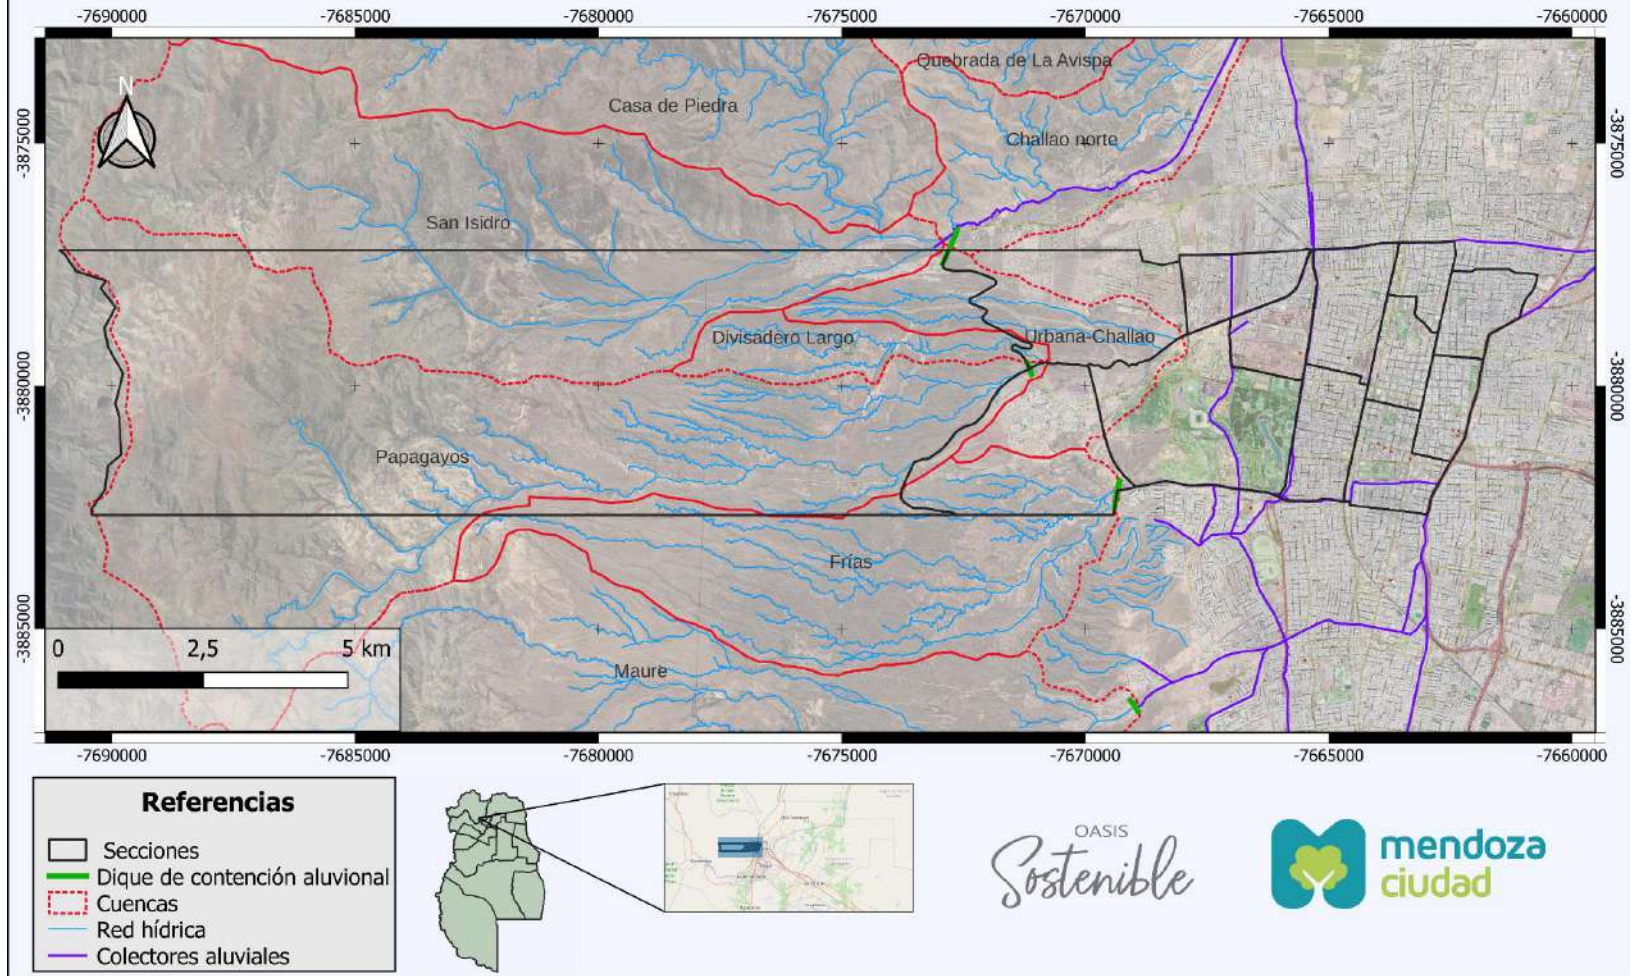 -7690000 -7685000 -7680000 -7675000 -7670000 -7665000 -7660000
Quebrada de La Avispa
N
Casa de Piedra
-3875000
Challao norte
-3875000
San Isidro
Divisadero Largo
Urbana-Challao
-3880000
-3880000
Papagayos
Frías
-3885000
-3885000
0 2,5 5 km
Maure
-7690000 -7685000 -7680000 -7675000 -7670000 -7665000 -7660000
Referencias
Secciones
Dique de contención aluvional
Cuencas
Red hídrica
Colectores aluviales
OASIS
Sostenible
mendoza
ciudad